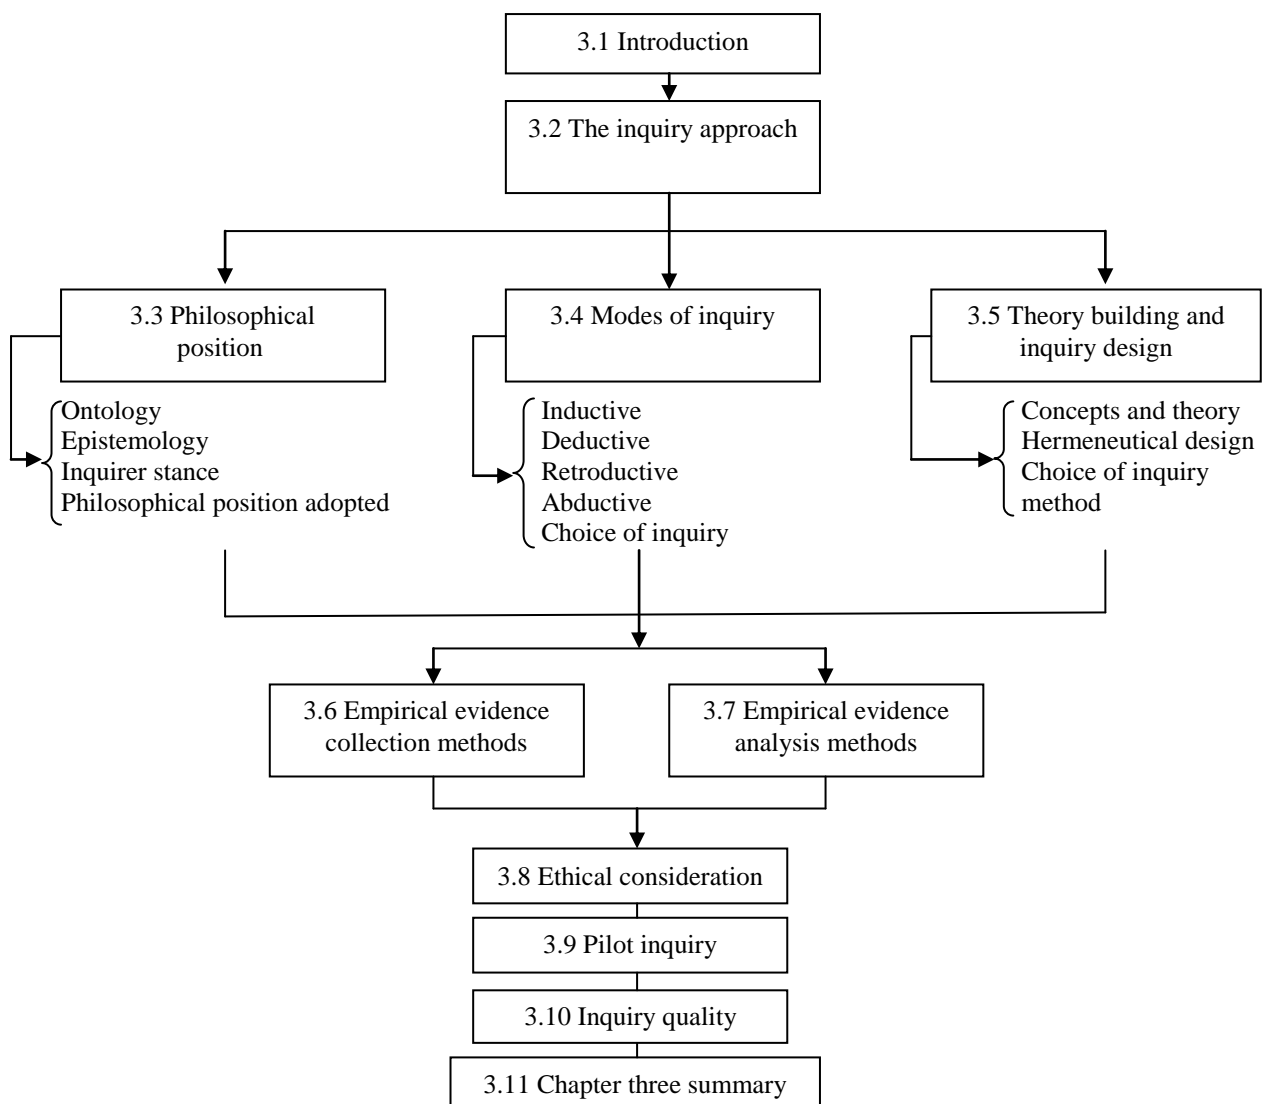 3.1 Introduction
3.2 The inquiry approach
3.3 Philosophical
position
3.4 Modes of inquiry
3.5 Theory building and
inquiry design
Ontology
Epistemology
Inquirer stance
Philosophical position adopted
Inductive
Deductive
Retroductive
Abductive
Choice of inquiry
Concepts and theory
Hermeneutical design
Choice of inquiry
method
3.6 Empirical evidence
collection methods
3.7 Empirical evidence
analysis methods
3.8 Ethical consideration
3.9 Pilot inquiry
3.10 Inquiry quality
3.11 Chapter three summary